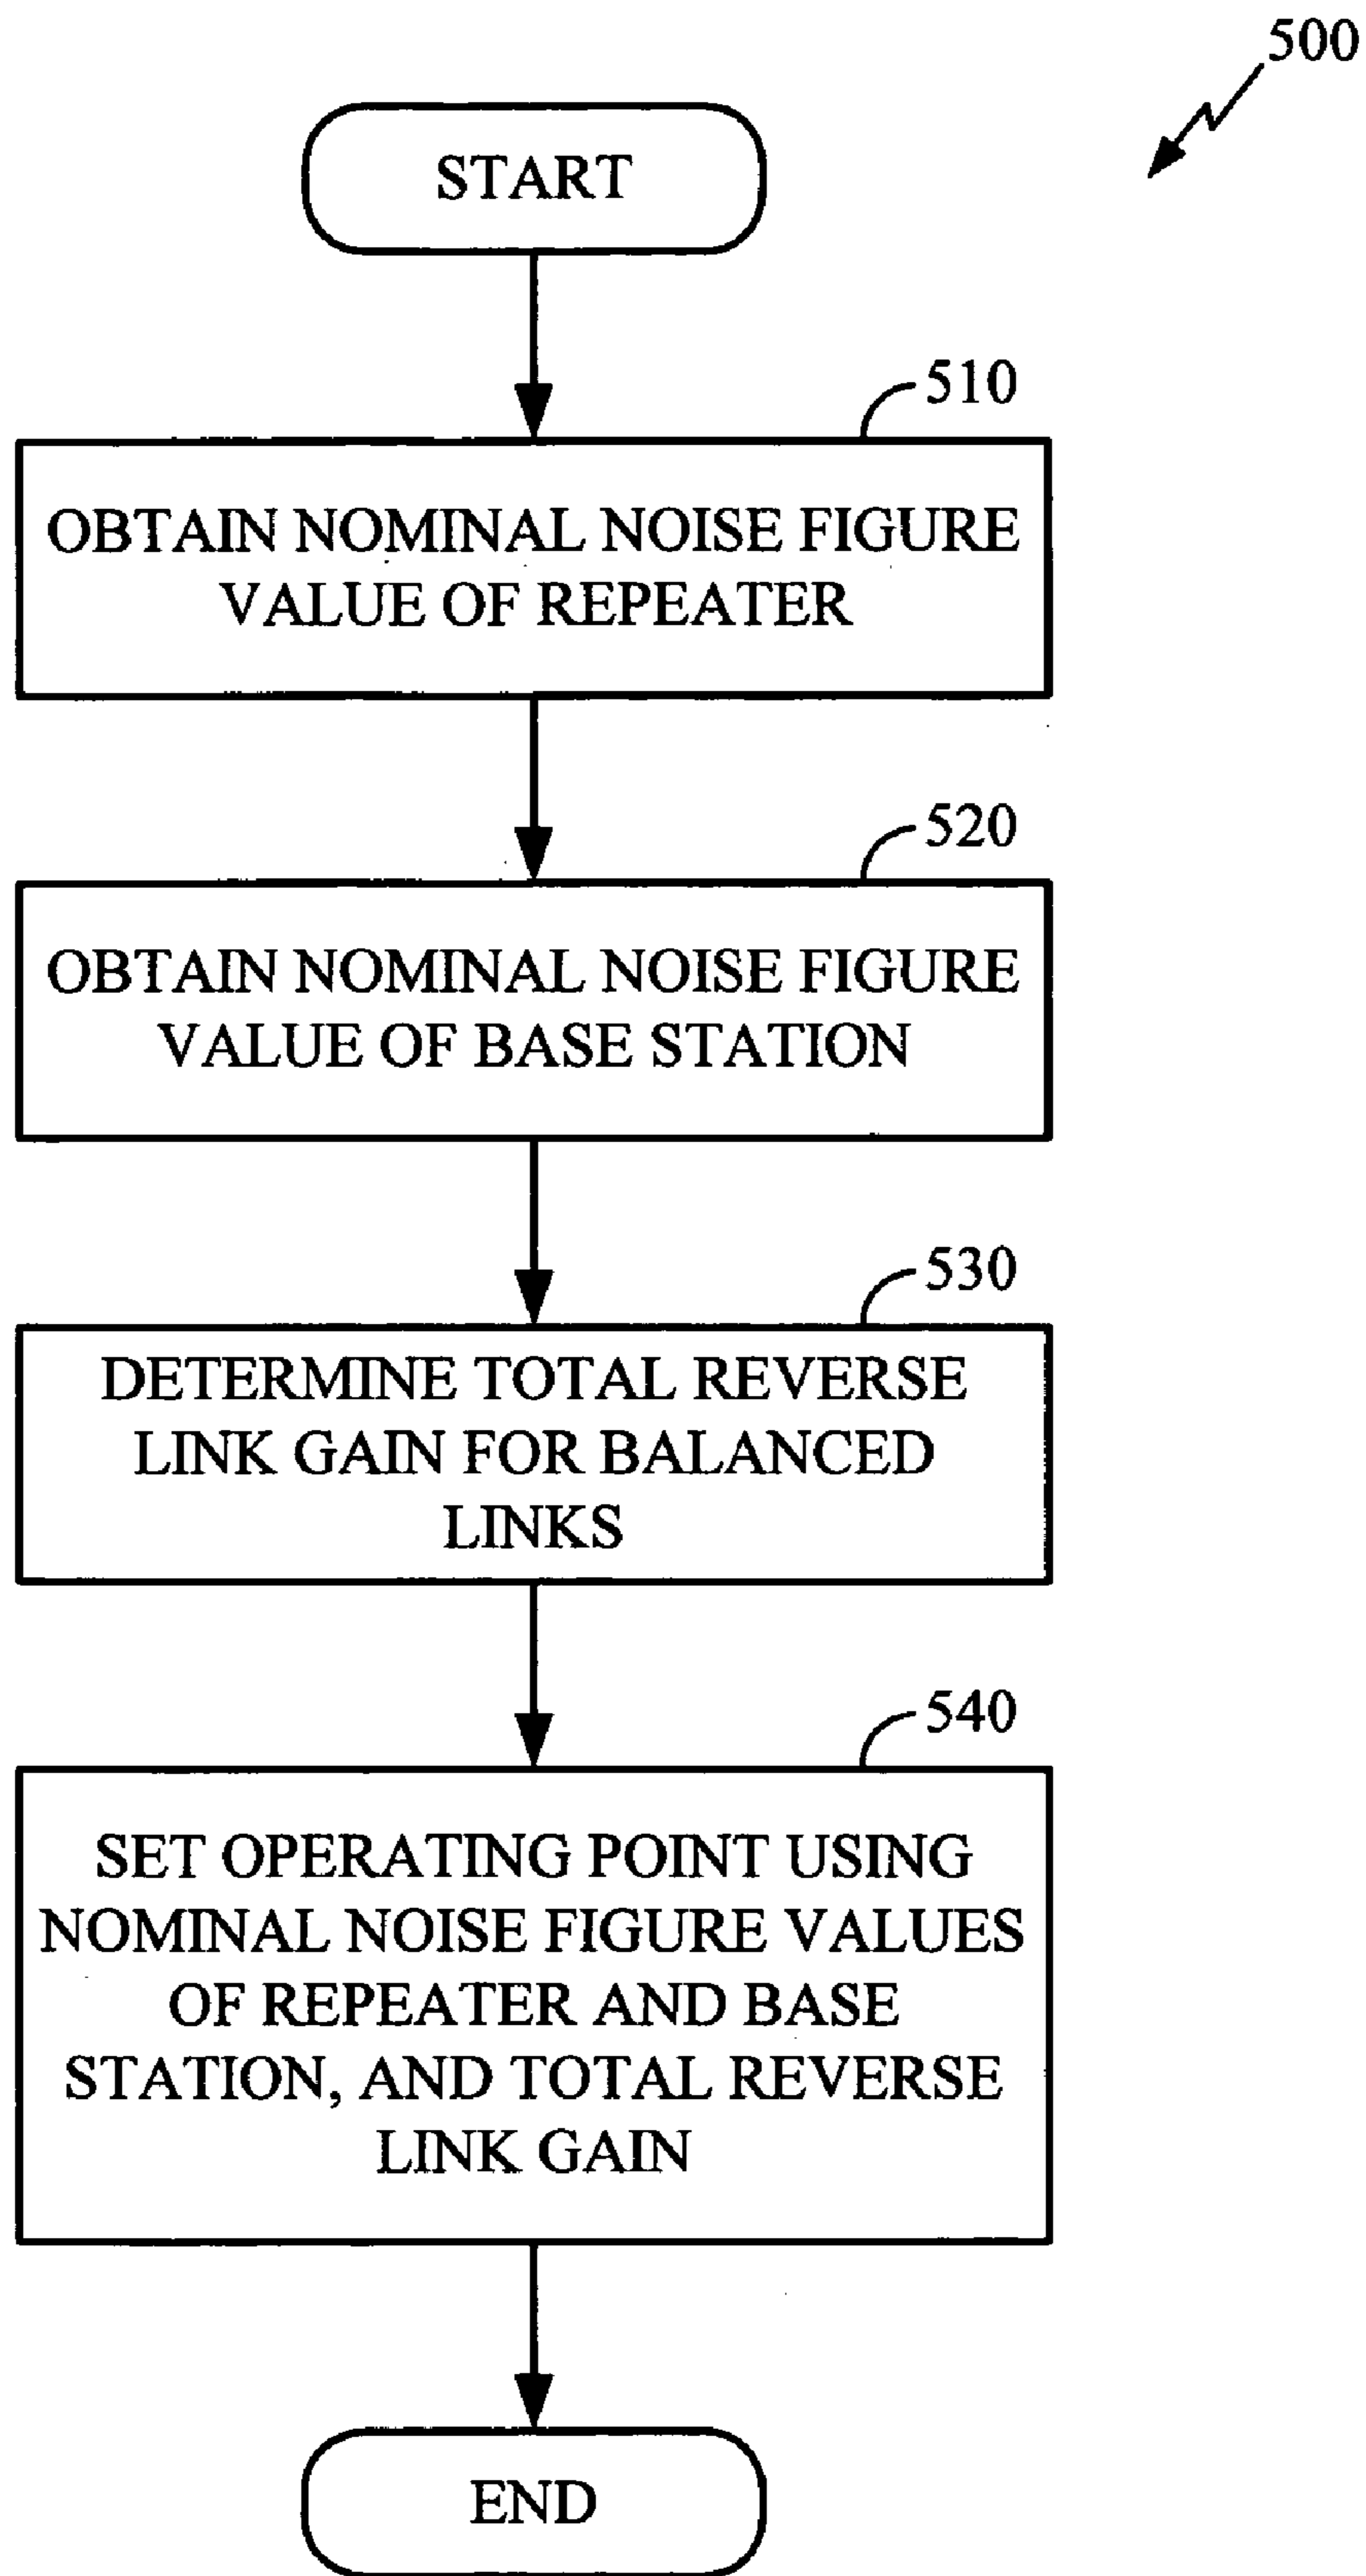 500
START
510
OBTAIN NOMINAL NOISE FIGURE
VALUE OF REPEATER
520
OBTAIN NOMINAL NOISE FIGURE
VALUE OF BASE STATION
530
DETERMINE TOTAL REVERSE
LINK GAIN FOR BALANCED
LINKS
540
SET OPERATING POINT USING
NOMINAL NOISE FIGURE VALUES
OF REPEATER AND BASE
STATION, AND TOTAL REVERSE
LINK GAIN
END